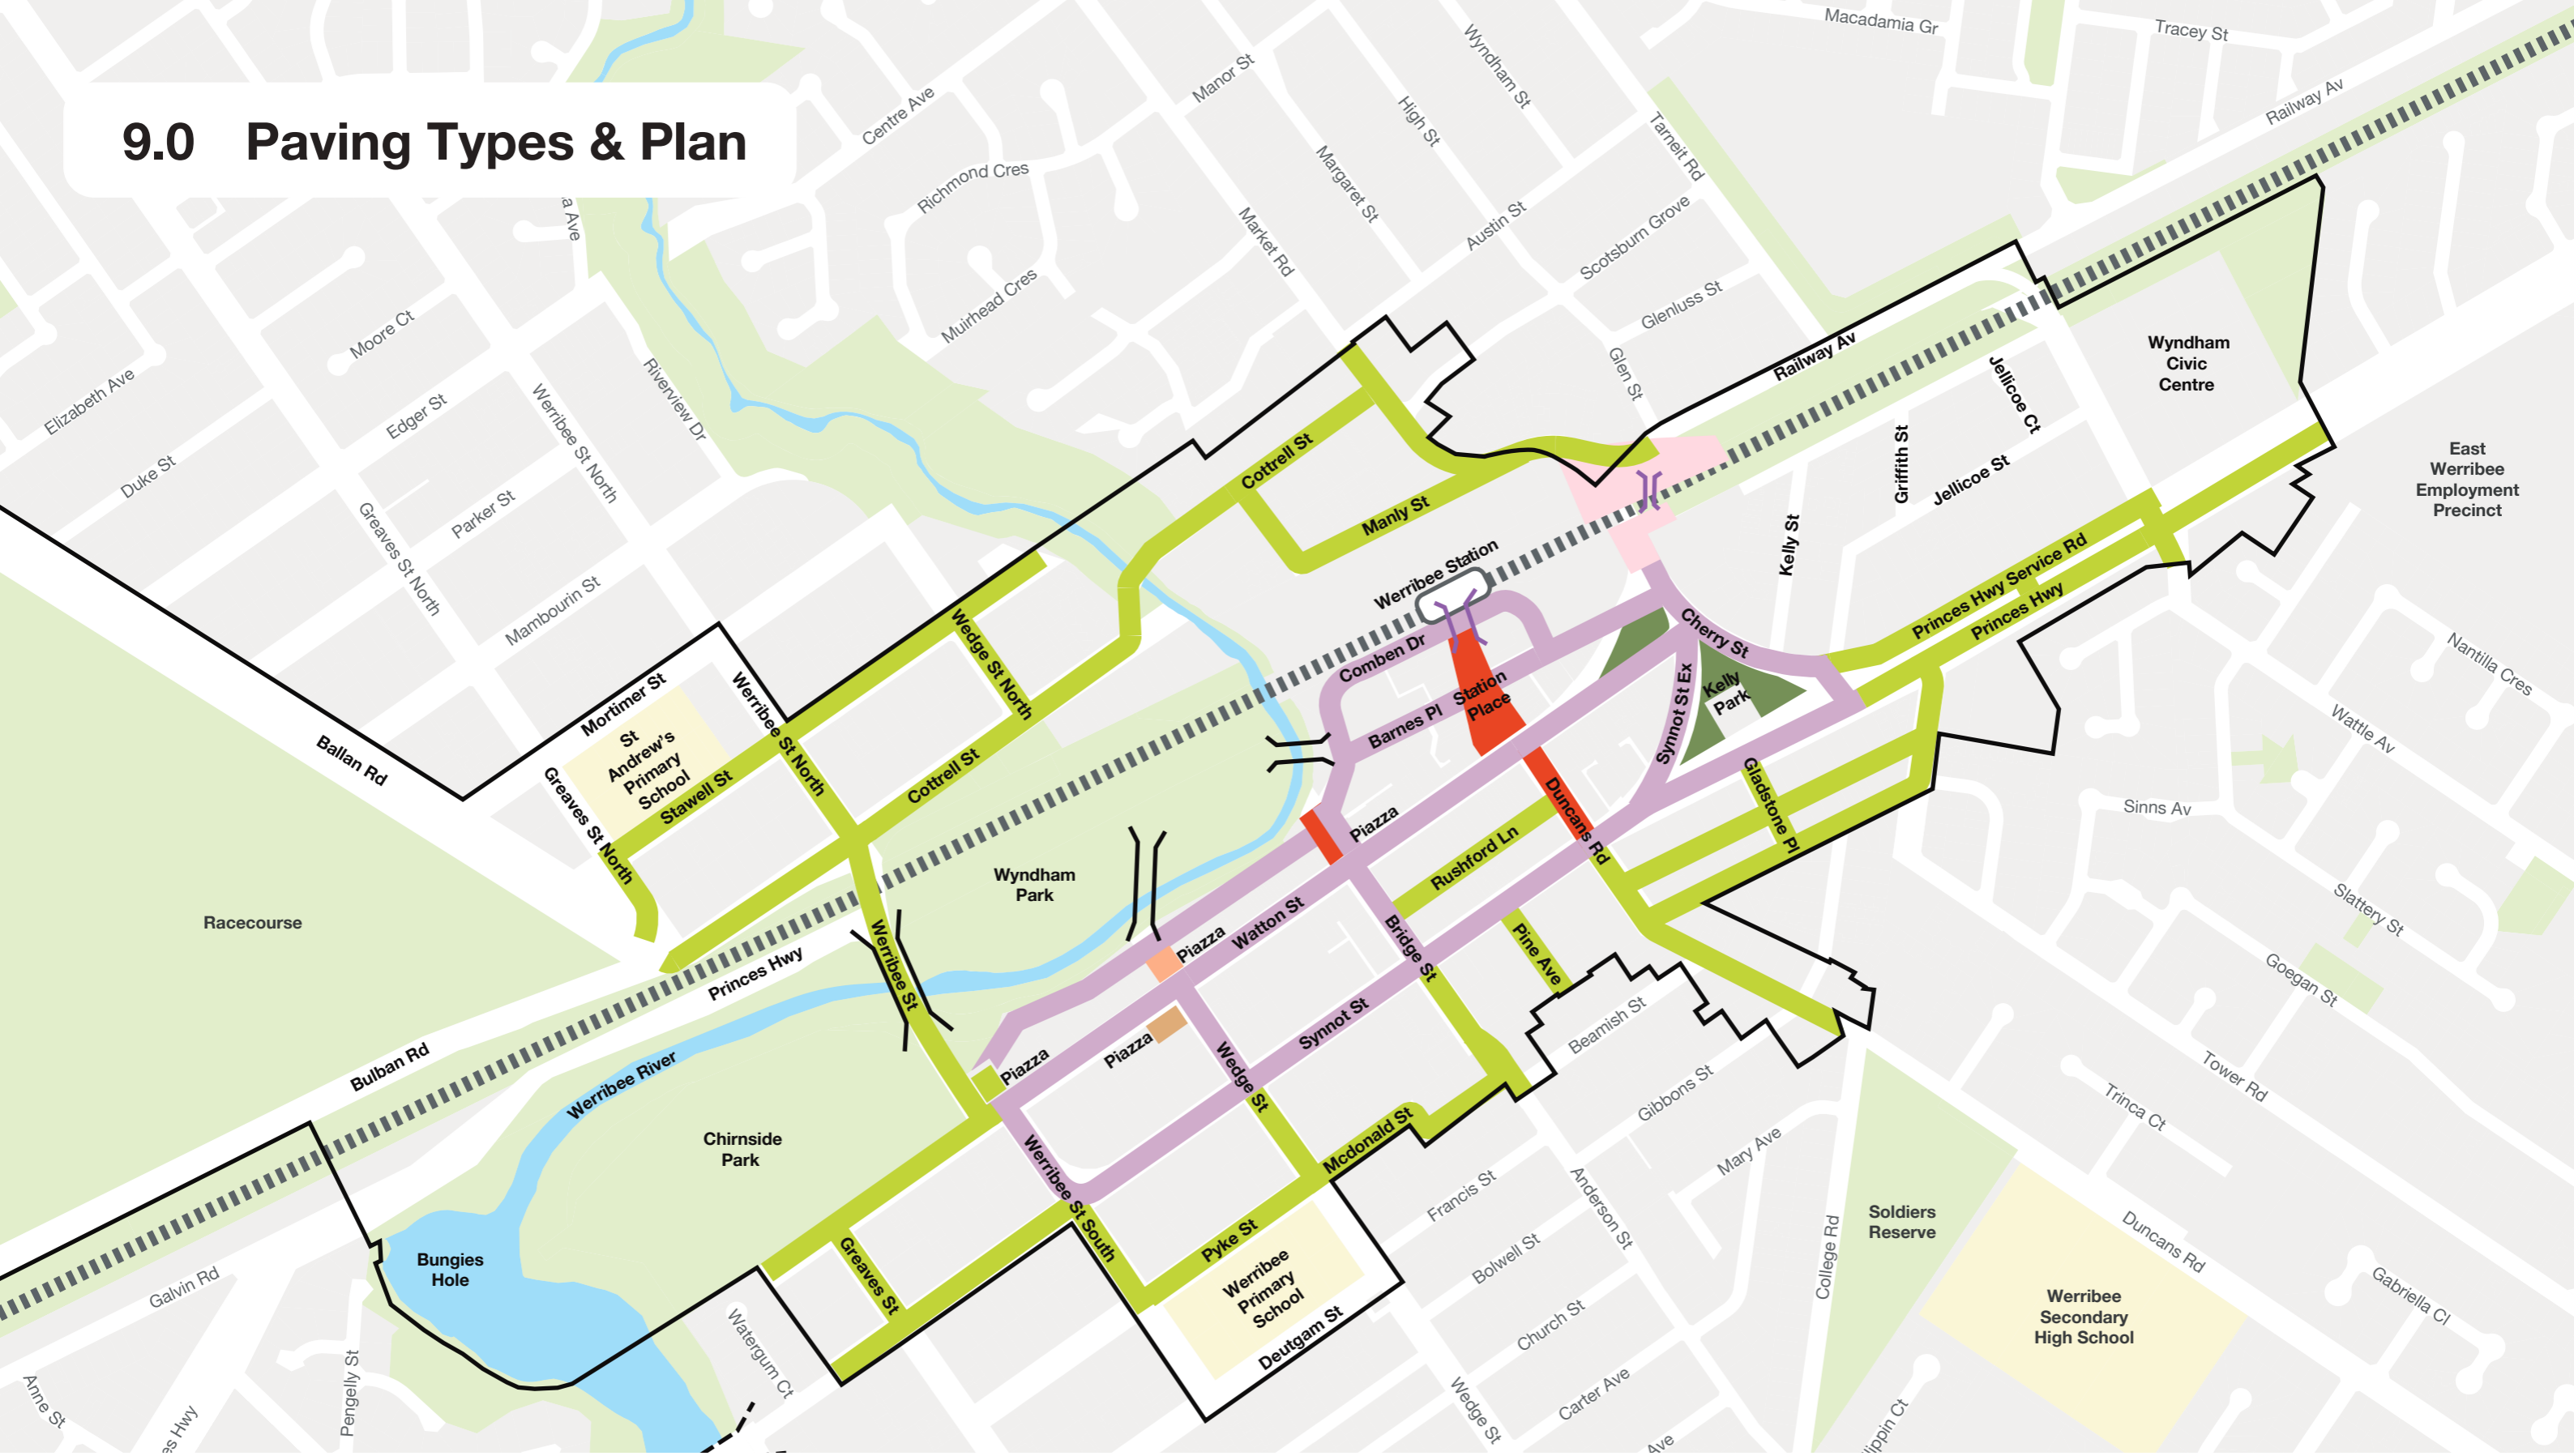 9.0 Paving Types & Plan
Macadamia Gr
Tracey St
Railway Av
Wyndham St
Manor St
Centre Ave
High St
Tarneit Rd
Richmond Cres
Margaret St
a Ave
Market Rd
Austin St
Scotsburn Grove
Muirhead Cres
Glenluss St
Moore Ct
Railway Av
Glen St
Wyndham
Civic
Centre
Jellicoe Ct
Elizabeth Ave
Edger St
Riverview Dr
Werribee St North
Duke St
Cottrell St
Griffith St
Jellicoe St
East
Werribee
Employment
Precinct
Parker St
Greaves St North
Manly St
Kelly St
Werribee Station
Mambourin St
Princes Hwy Service Rd
Princes Hwy
Wedge St North
Cherry St
Comben Dr
Nantilla Cres
Mortimer St
Werribee St North
Station
Place
Barnes Pl
Synnot St Ex
Kelly
Park
Wattle Av
Ballan Rd
St
Andrew's
Primary
School
Stawell St
Greaves St North
Cottrell St
Gladstone Pl
Duncans Rd
Sinns Av
Piazza
Rushford Ln
Wyndham
Park
Racecourse
Slattery St
Watton St
Piazza
Bridge St
Pine Ave
Werribee St
Princes Hwy
Goegan St
Beamish St
Synnot St
Piazza
Piazza
Wedge St
Bulban Rd
Werribee River
Tower Rd
Gibbons St
Trinca Ct
Chirnside
Park
Mcdonald St
Mary Ave
Werribee St South
Francis St
Anderson St
Soldiers
Reserve
College Rd
Duncans Rd
Pyke St
Greaves St
Bungies
Hole
Bolwell St
Galvin Rd
Werribee
Primary
School
Deutgam St
Gabriella Cl
Werribee
Secondary
High School
Church St
Watergum Ct
Pengelly St
Anne St
Carter Ave
Wedge St
es Hwy
lippin Ct
Ave